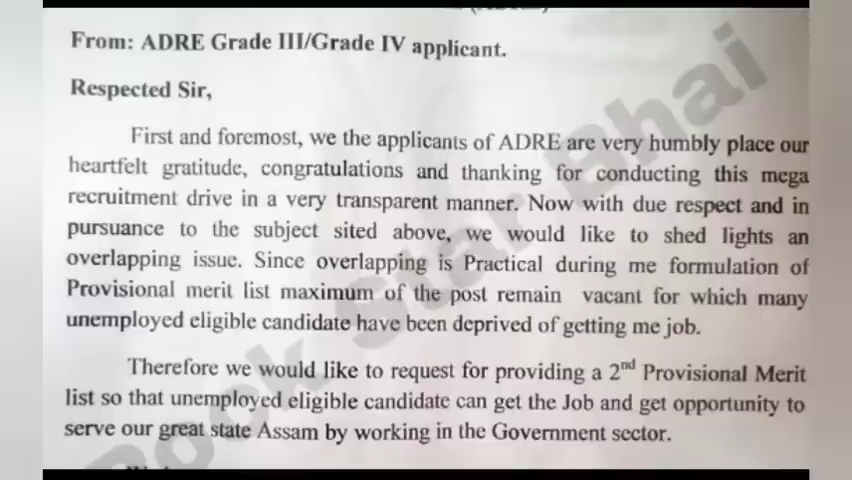 From: ADRE Grade III/Grade IV applicant.
Respected Sir,
First and foremost, we the applicants of ADRE are very humbly place our
heartfelt gratitude, congratulations and thanking for conducting this mega
recruitment drive in a very transparent manner. Now with due respect and in
pursuance to the subject sited above, we would like to shed lights an
overlapping issue. Since overlapping is Practical during me formulation of
Provisional merit list maximum of the post remain vacant for which many
unemployed eligible candidate have been deprived of getting me job.
Therefore we would like to request for providing a 2nd Provisional Merit
list so that unemployed eligible candidate can get the Job and get opportunity to
serve our great state Assam by working in the Government sector.
Book Star Bhai